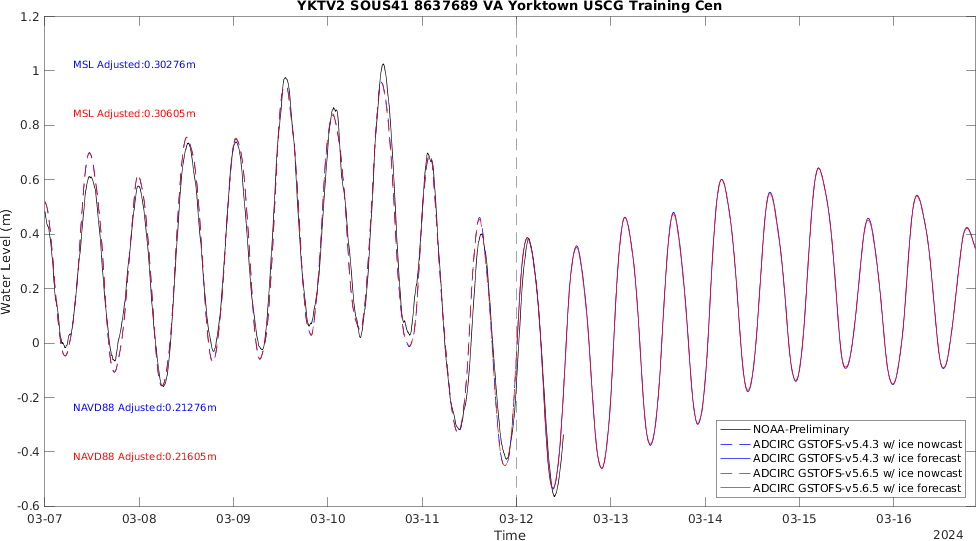 YKTV2 SOUS41 8637689 VA Yorktown USCG Training Cen
1.2
1
0.8
0.6
0.4
0.2
0
-0.2
-0.4
-0.6
Water Level (m)
MSL Adjusted:0.30276m
MSL Adjusted:0.30605m
NAVD88 Adjusted:0.21276m
NAVD88 Adjusted:0.21605m
NOAA-Preliminary
ADCIRC GSTOFS-v5.4.3 w/ ice nowcast
ADCIRC GSTOFS-v5.4.3 w/ ice forecast
ADCIRC GSTOFS-v5.6.5 w/ ice nowcast
ADCIRC GSTOFS-v5.6.5 w/ ice forecast
03-07 03-08 03-09 03-10 03-11 03-12 03-13 03-14 03-15 03-16
Time
2024